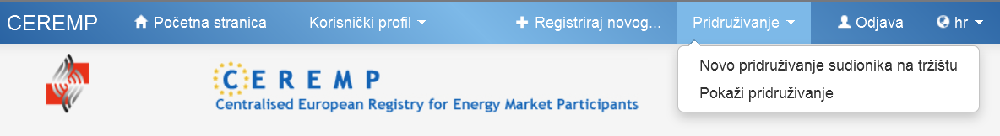 CEREMP Početna stranica Korisnički profil Registriraj novog... Pridruživanje Odjava hr
Novo pridruživanje sudionika na tržištu
Pokaži pridruživanje
CEREMP
Centralised European Registry for Energy Market Participants